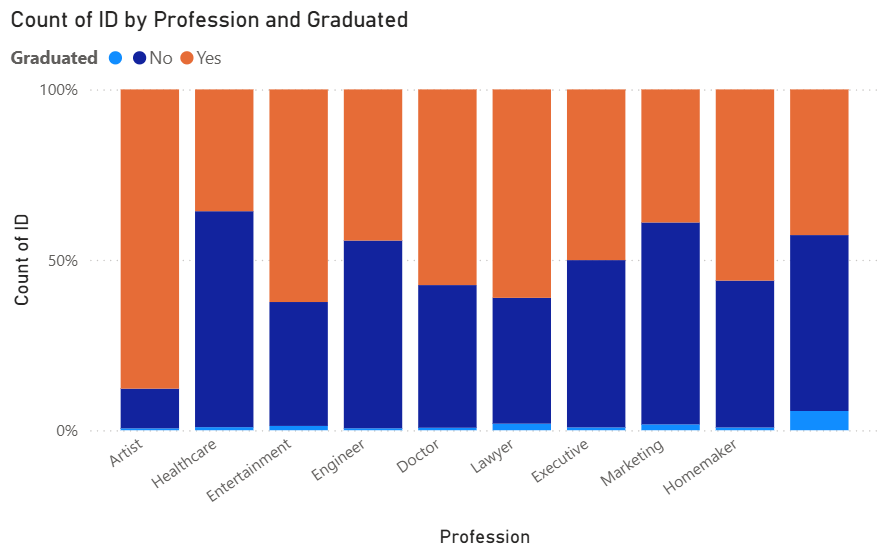 Count of ID by Profession and Graduated
Graduated No Yes
100%
50%
0%
Count of ID
Artist
Healthcare
Entertainment
Engineer
Doctor
Lawyer
Executive
Marketing
Homemaker
Profession